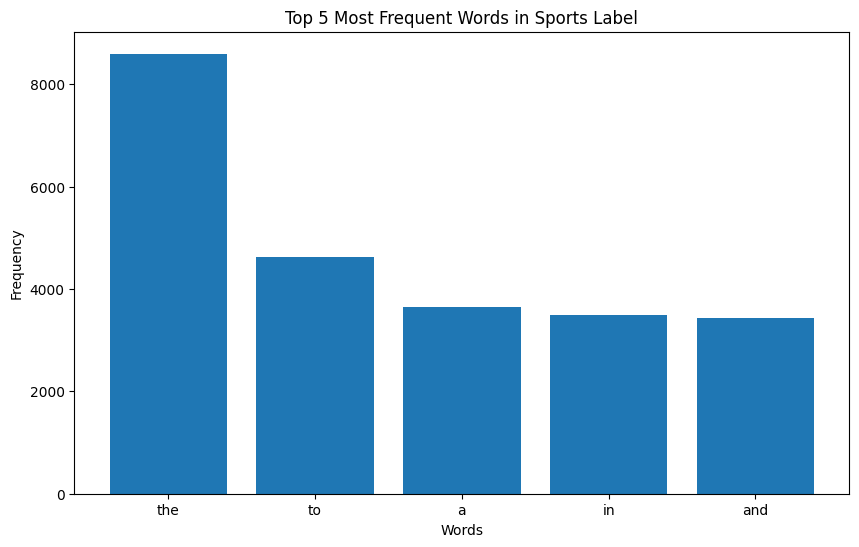 Top 5 Most Frequent Words in Sports Label
Frequency
8000
6000
4000
2000
0
the to a in and
Words